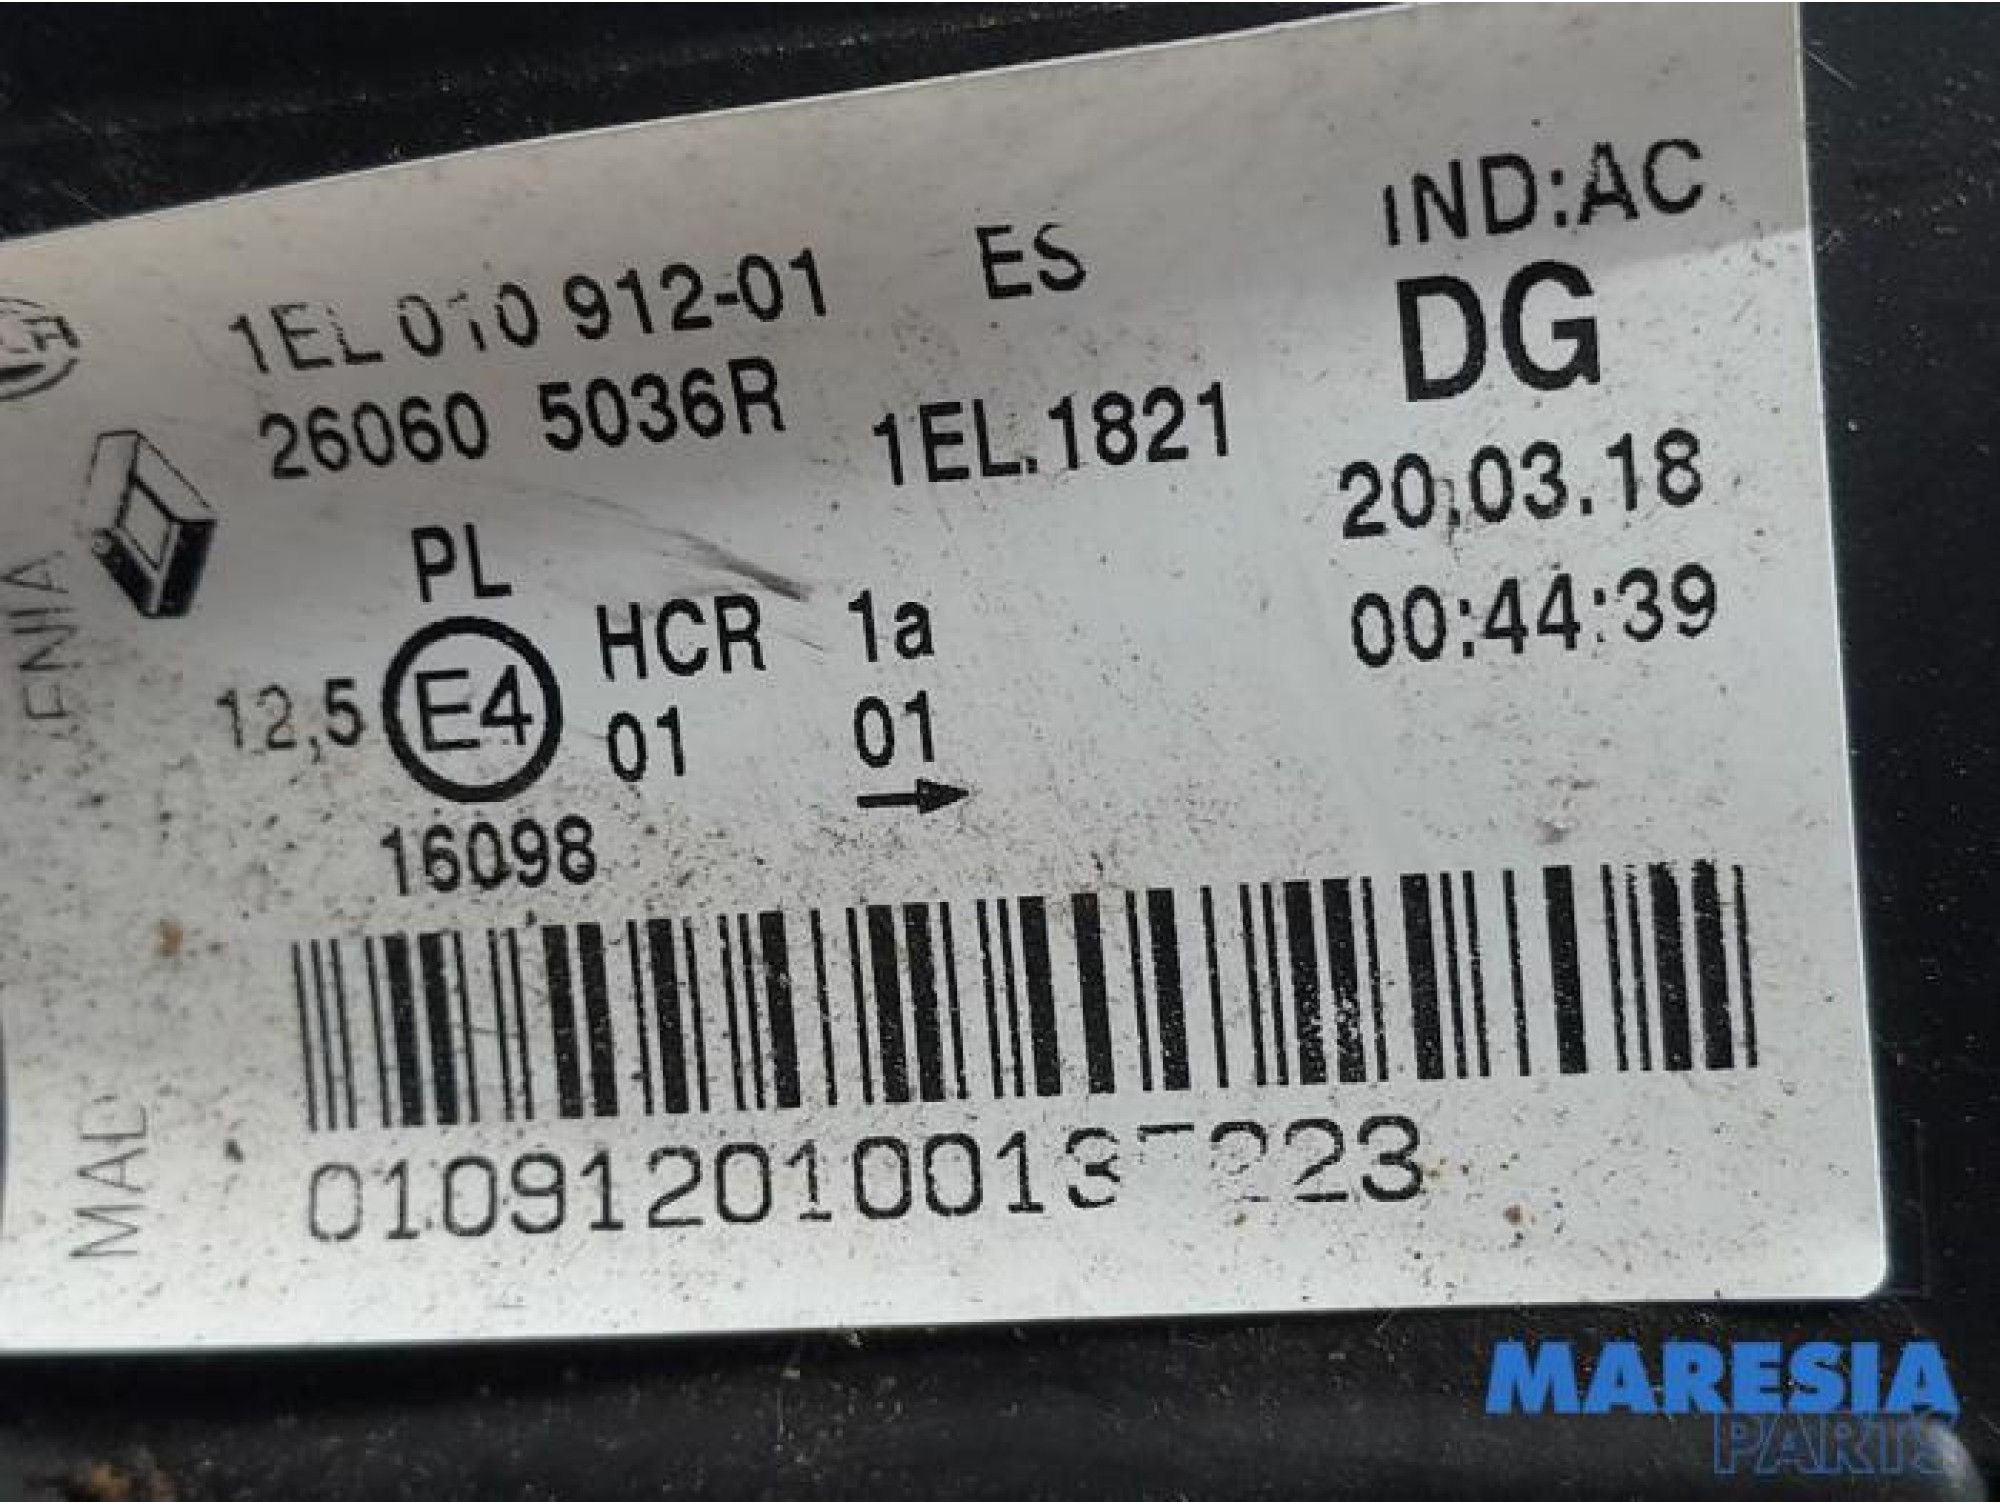 IND:AC
1EL 010 912-01 ES DG
26060 5036R 1EL.1821 20.03.18
PL
12,5 E4 HCR 1a 00:44:39
01 01
16098
MARESIA
PARTS